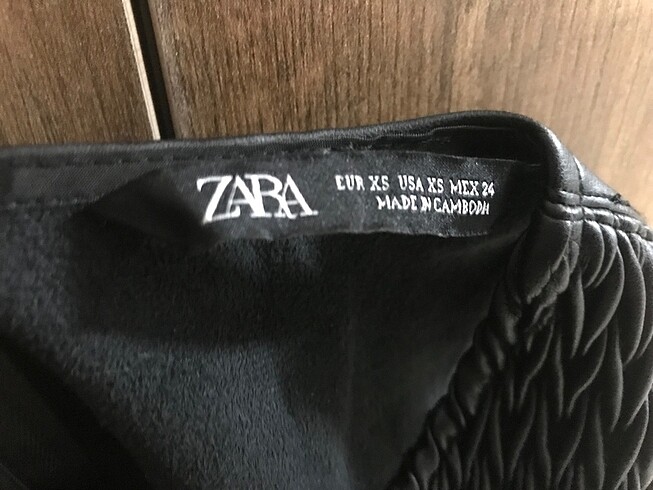 ZARA
EUR XS USA XS MEX 24
MADE IN CAMBODIA